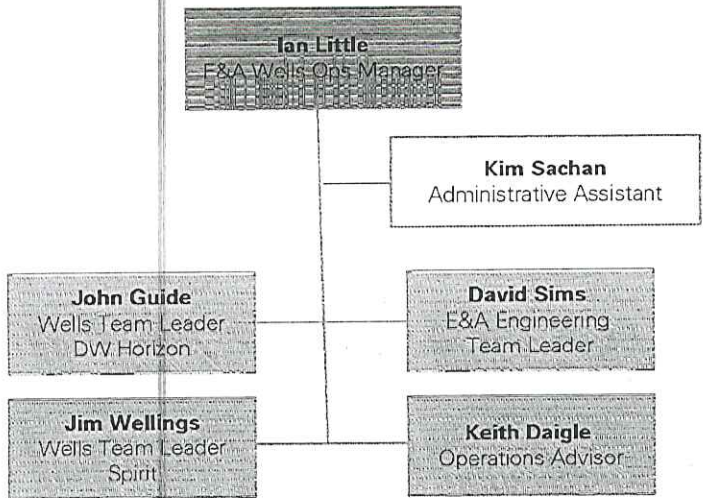 Ian Little
E&A Wells Ops Manager
Kim Sachan
Administrative Assistant
John Guide
Wells Team Leader
DW Horizon
David Sims
E&A Engineering
Team Leader
Jim Wellings
Wells Team Leader
Spirit
Keith Daigle
Operations Advisor